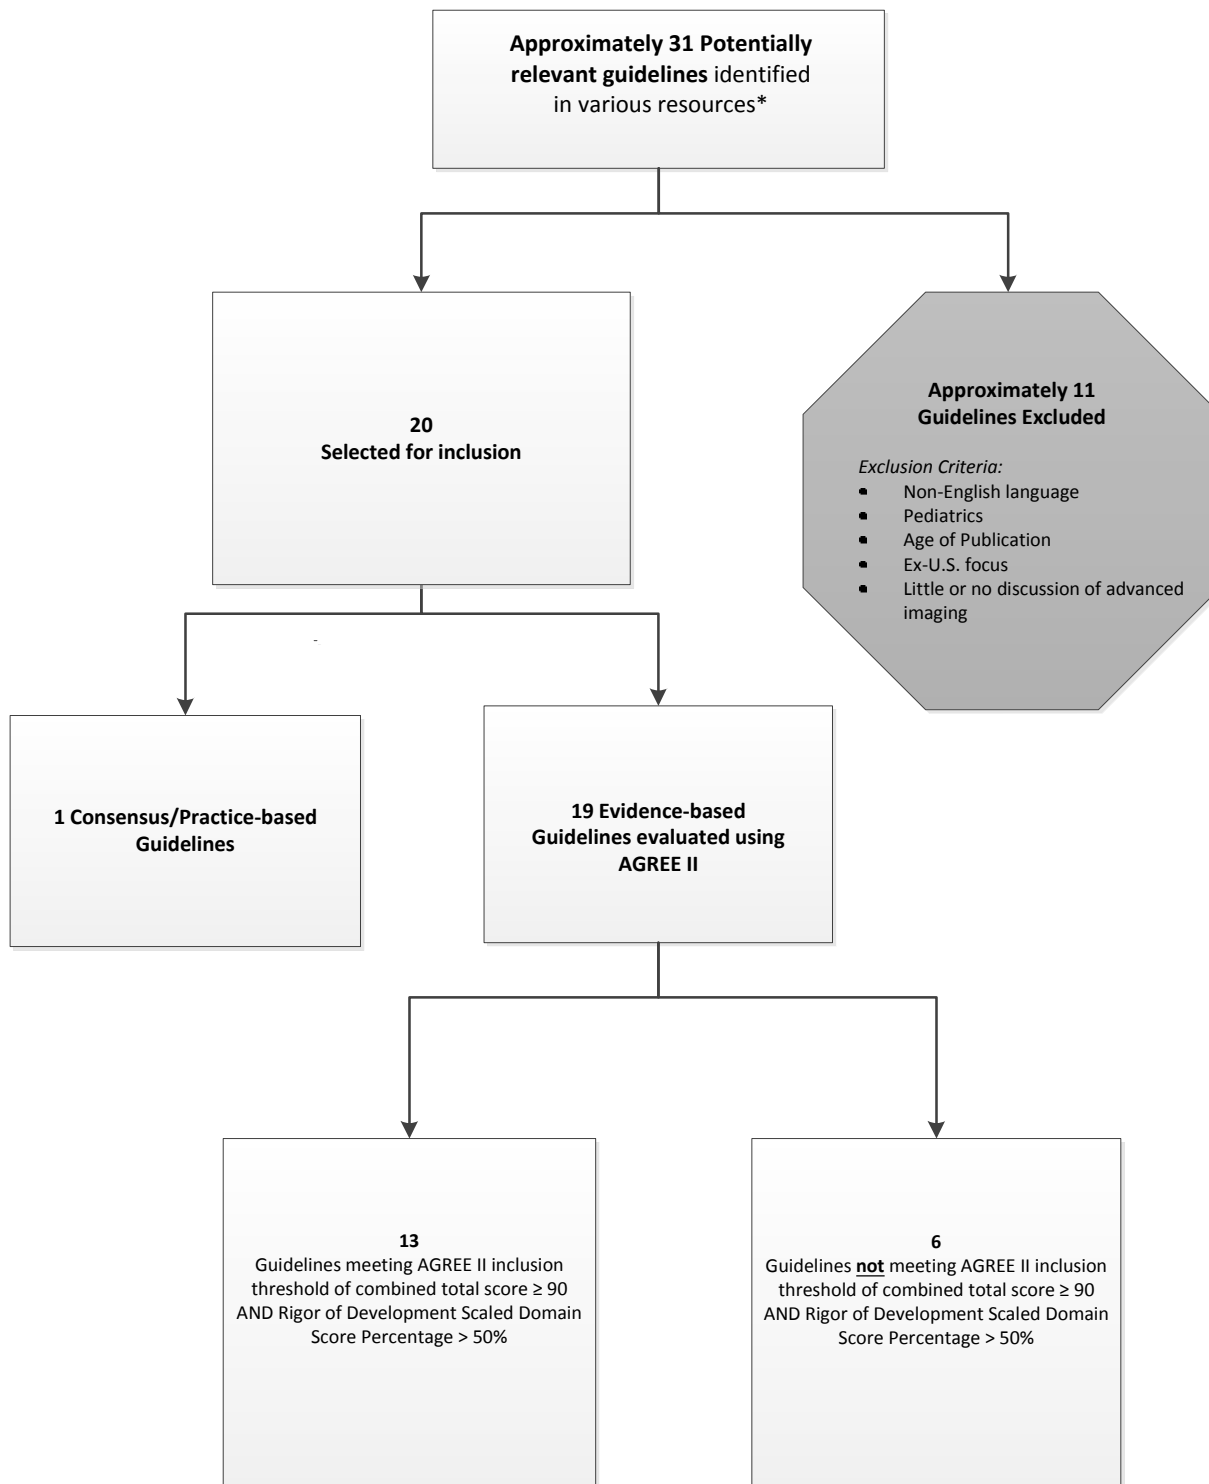 Approximately 31 Potentially
relevant guidelines identified
in various resources*
20
Selected for inclusion
Approximately 11
Guidelines Excluded
Exclusion Criteria:
▪ Non-English language
▪ Pediatrics
▪ Age of Publication
▪ Ex-U.S. focus
▪ Little or no discussion of advanced
imaging
-
1 Consensus/Practice-based
Guidelines
19 Evidence-based
Guidelines evaluated using
AGREE II
13
Guidelines meeting AGREE II inclusion
threshold of combined total score ≥ 90
AND Rigor of Development Scaled Domain
Score Percentage > 50%
6
Guidelines not meeting AGREE II inclusion
threshold of combined total score ≥ 90
AND Rigor of Development Scaled Domain
Score Percentage > 50%